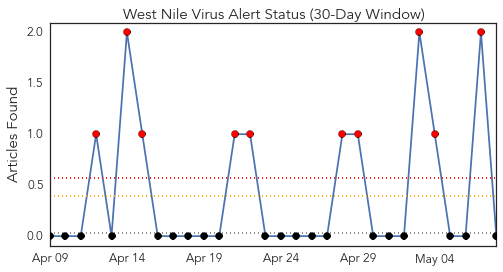 West Nile Virus Alert Status (30-Day Window)
Articles Found
2.0
1.5
1.0
0.5
0.0
Apr 09
Apr 14
Apr 19
Apr 24
Apr 29
May 04